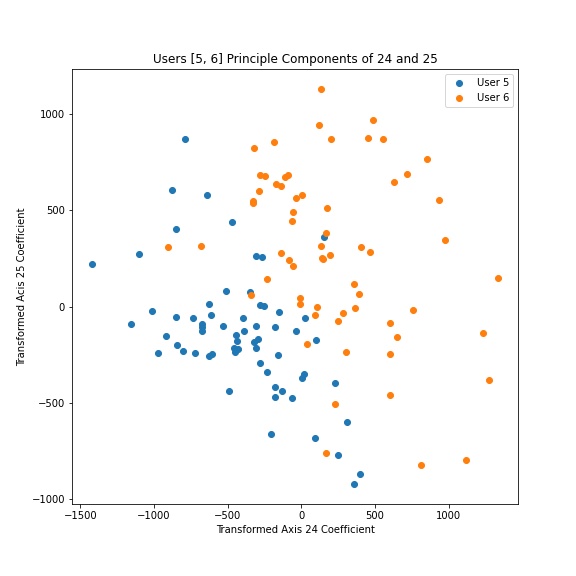 Users [5, 6] Principle Components of 24 and 25
User 5
User 6
Transformed Acis 25 Coefficient
1000
500
0
−500
−1000
−1500
−1000
−500
0
500
1000
Transformed Axis 24 Coefficient